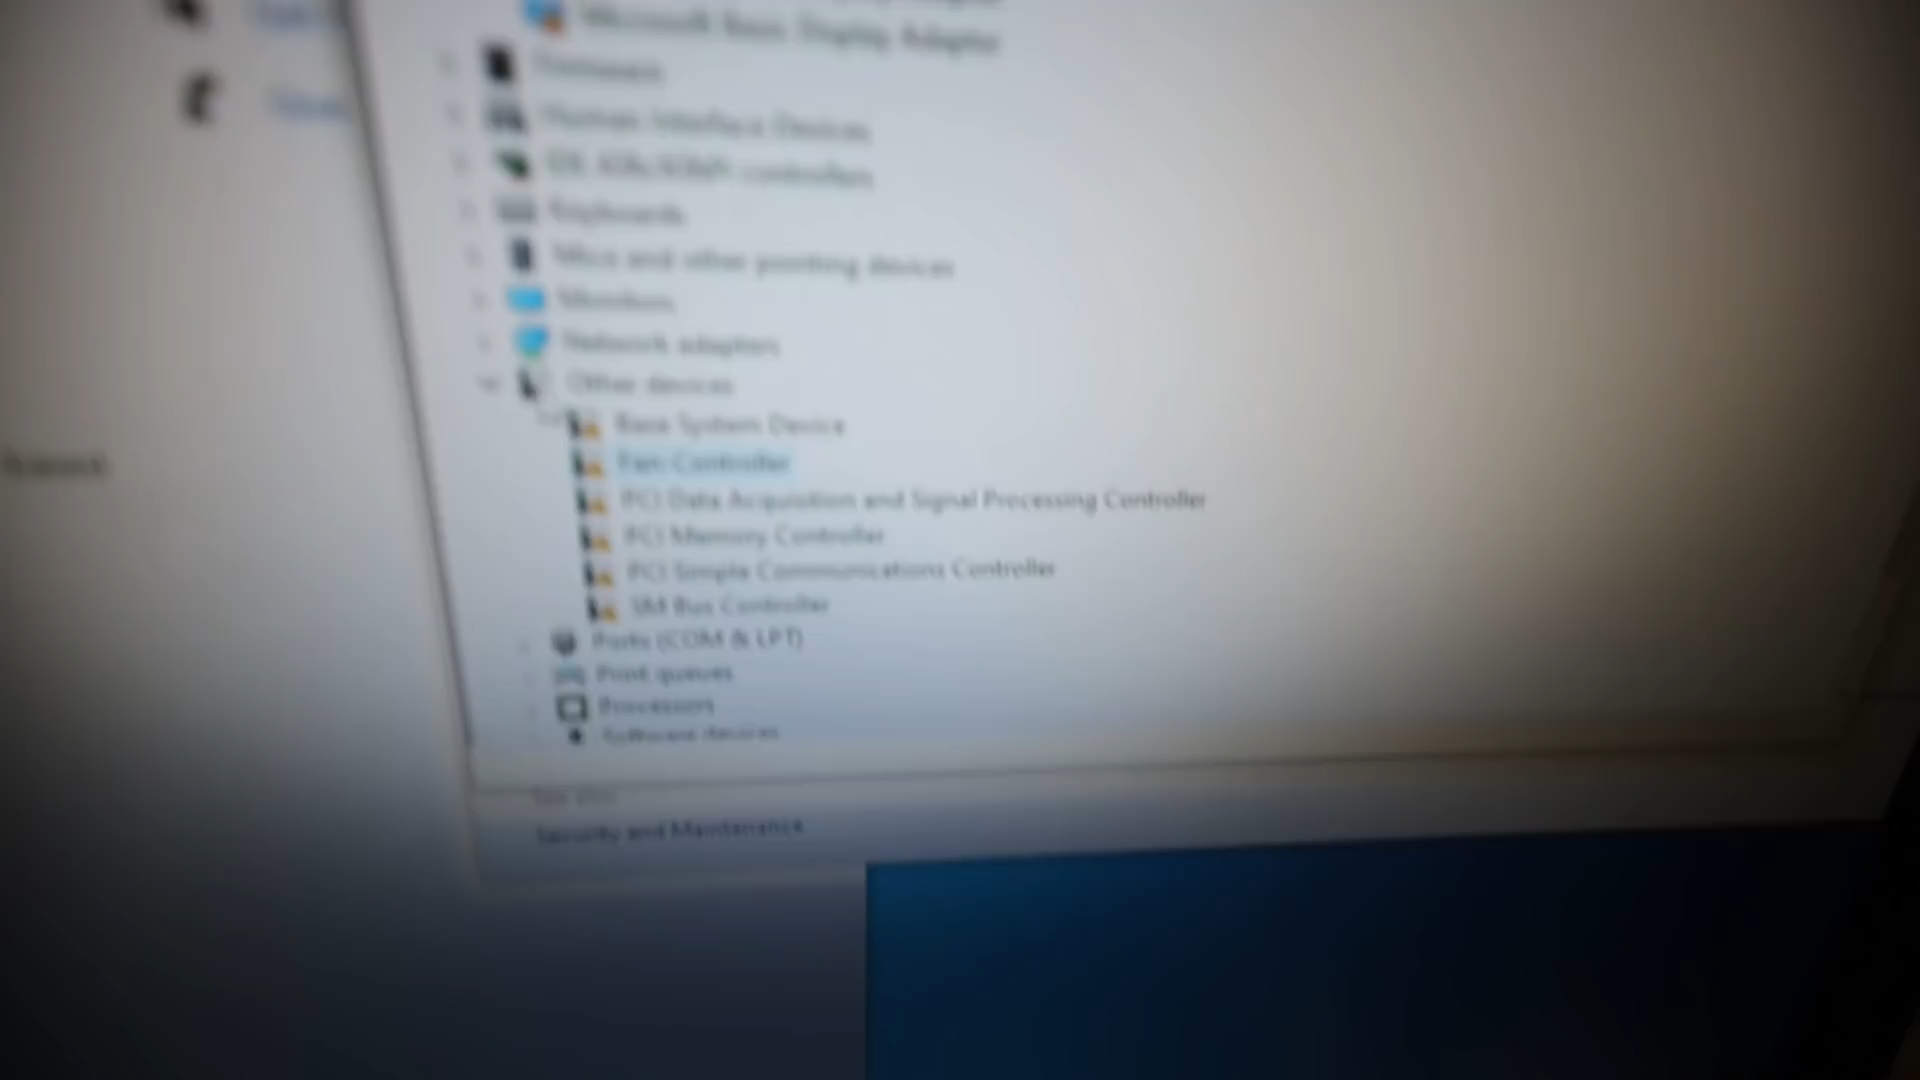 Microsoft Basic Display Adapter
Firmware
Human Interface Devices
IDE ATA/ATAPI controllers
Keyboards
Mice and other pointing devices
Monitors
Network adapters
Other devices
Base System Device
Fan Controller
PCI Data Acquisition and Signal Processing Controller
PCI Memory Controller
PCI Simple Communications Controller
SM Bus Controller
Ports (COM & LPT)
Print queues
Processors
Software devices
See also
Security and Maintenance